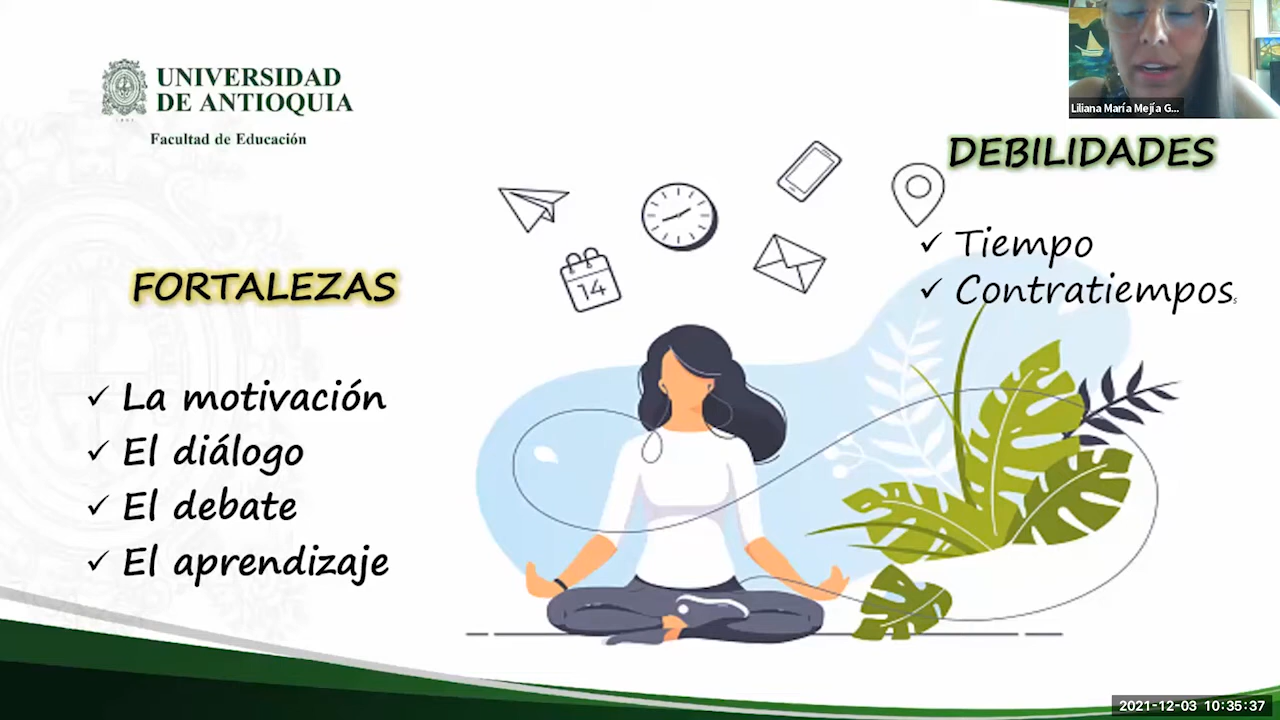 UNIVERSIDAD
DE ANTIOQUIA
Facultad de Educación
Liliana María Mejía G...
DEBILIDADES
✓ Tiempo
✓ Contratiempos.s
14
FORTALEZAS
✓ La motivación
✓ El diálogo
✓ El debate
✓ El aprendizaje
2021-12-03 10:35:37